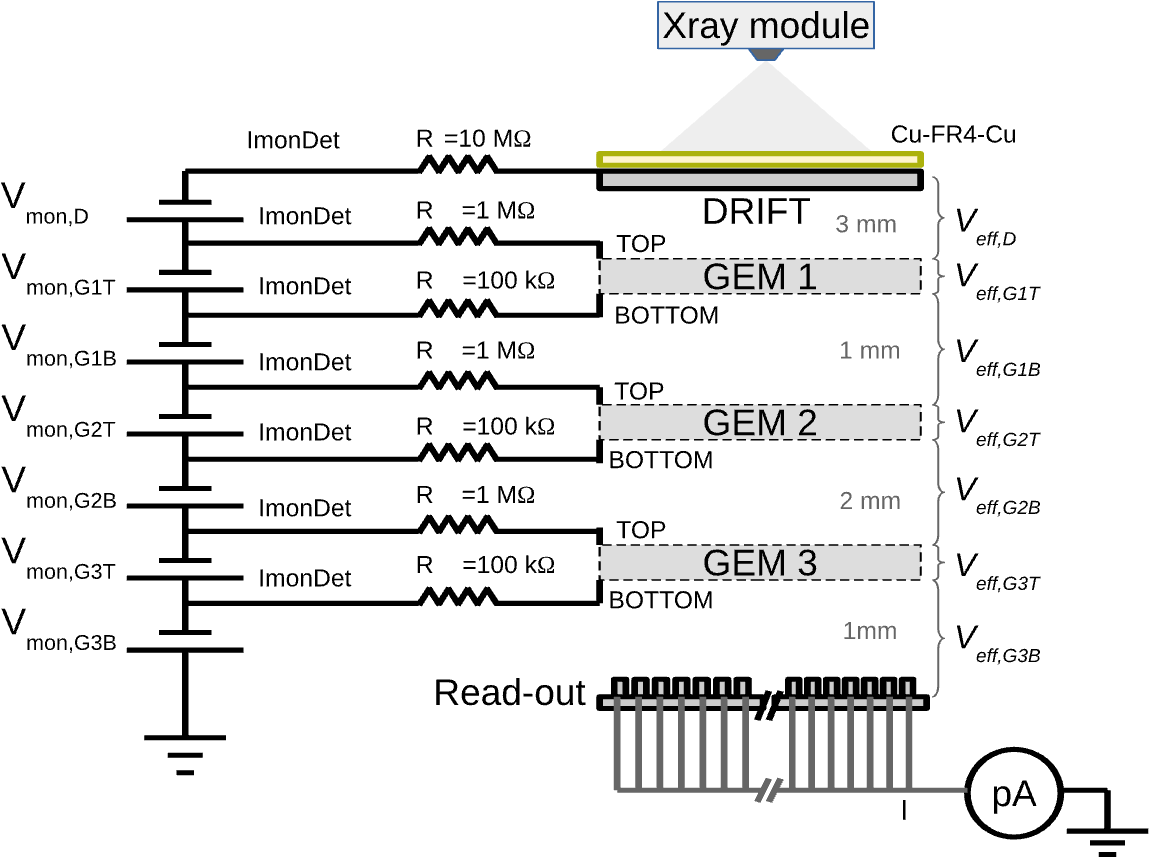 Xray module
Cu-FR4-Cu
ImonDet R =10 MΩ
V mon,D
ImonDet R =1 MΩ
DRIFT 3 mm
V eff,D
TOP
V mon,G1T
ImonDet R =100 kΩ
GEM 1
V eff,G1T
BOTTOM
V mon,G1B
ImonDet R =1 MΩ
1 mm
V eff,G1B
TOP
V mon,G2T
ImonDet R =100 kΩ
GEM 2
V eff,G2T
BOTTOM
V mon,G2B
ImonDet R =1 MΩ
2 mm
V eff,G2B
TOP
V mon,G3T
ImonDet R =100 kΩ
GEM 3
V eff,G3T
BOTTOM
V mon,G3B
1mm
V eff,G3B
Read-out
I
pA